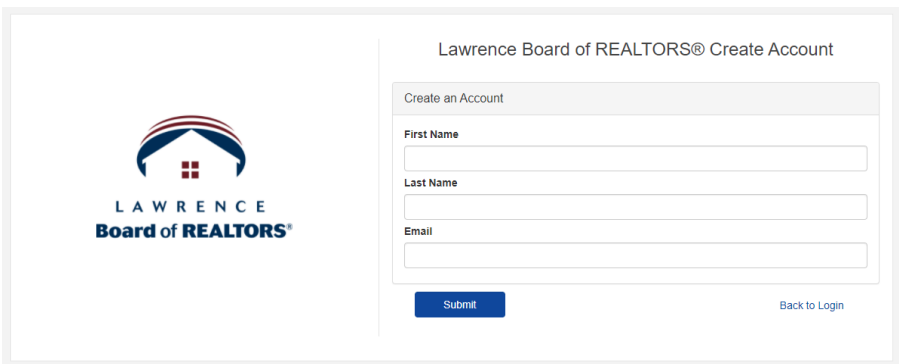 LAWRENCE
Board of REALTORS®
Lawrence Board of REALTORS® Create Account
Create an Account
First Name
Last Name
Email
Submit
Back to Login